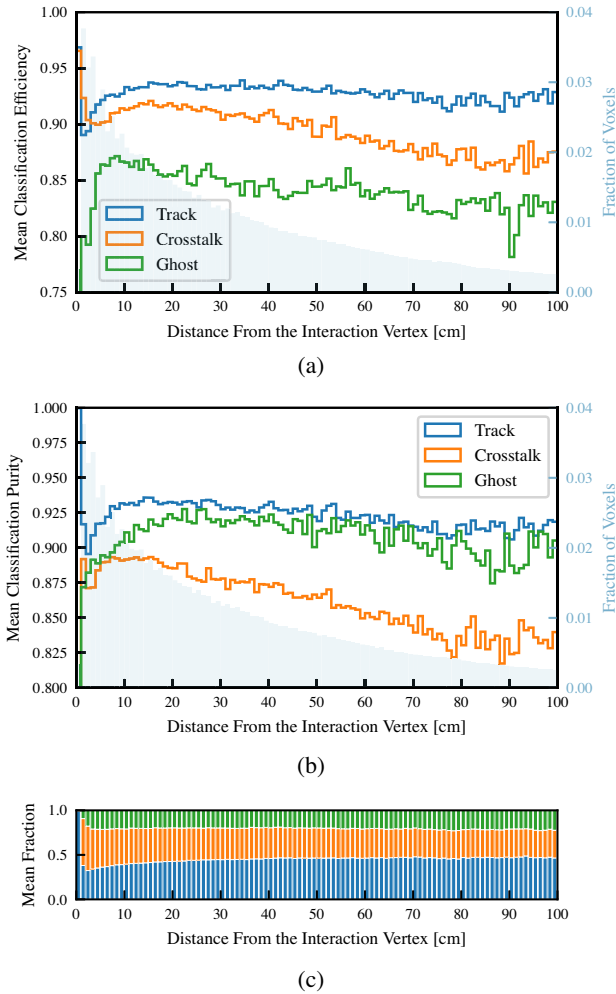 1.00
0.95
0.90
0.85
0.80
0.75
Mean Classification Efficiency
0.04
0.03
0.02
0.01
0.00
Fraction of Voxels
Track
Crosstalk
Ghost
0 10 20 30 40 50 60 70 80 90 100
Distance From the Interaction Vertex [cm]
(a)
1.000
0.975
0.950
0.925
0.900
0.875
0.850
0.825
0.800
Mean Classification Purity
0.04
0.03
0.02
0.01
0.00
Fraction of Voxels
Track
Crosstalk
Ghost
0 10 20 30 40 50 60 70 80 90 100
Distance From the Interaction Vertex [cm]
(b)
1.0
0.5
0.0
Mean Fraction
0 10 20 30 40 50 60 70 80 90 100
Distance From the Interaction Vertex [cm]
(c)